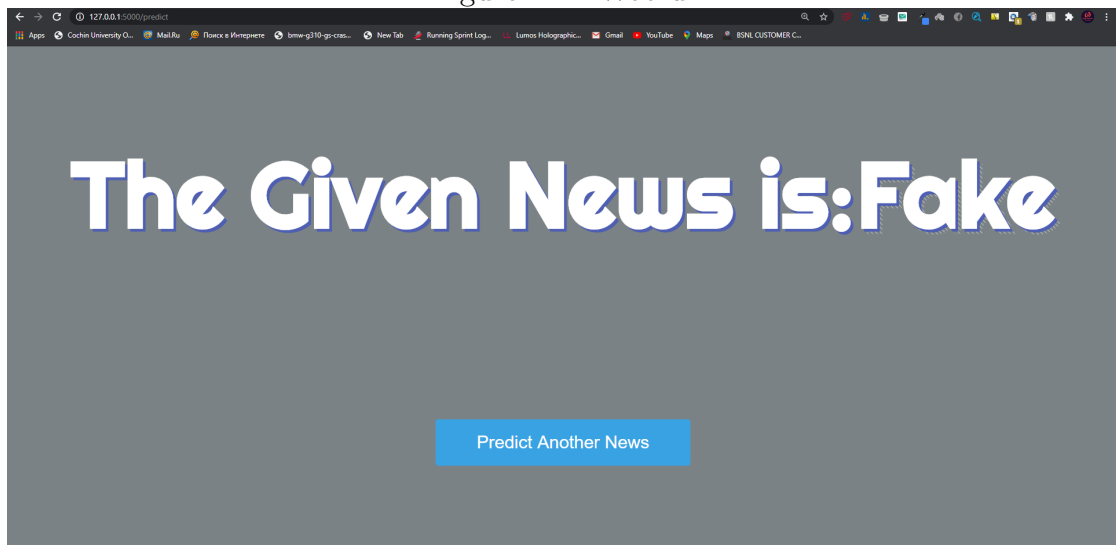 127.0.0.1:5000/predict
Apps Cochin University O... Mail.Ru Поиск в Интернете bmw-g310-gs-cras... New Tab Running Sprint Log... Lumos Holographic... Gmail YouTube Maps BSNL CUSTOMER C...
The Given News is:Fake
Predict Another News